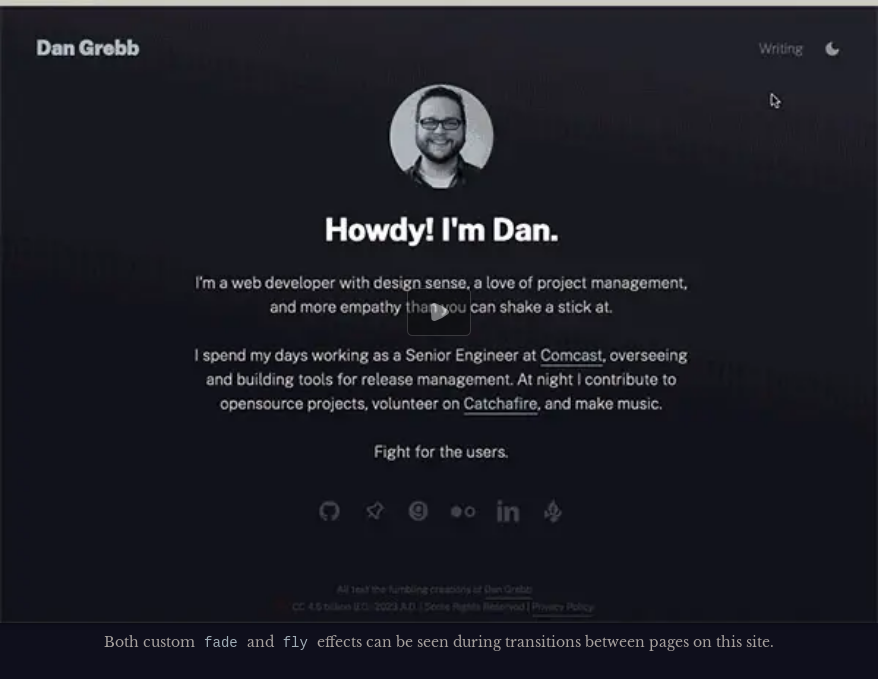 Dan Grebb
Writing
Howdy! I'm Dan.
I'm a web developer with design sense, a love of project management,
and more empathy than you can shake a stick at.
I spend my days working as a Senior Engineer at Comcast, overseeing
and building tools for release management. At night I contribute to
opensource projects, volunteer on Catchafire, and make music.
Fight for the users.
All text the fumbling creations of Dan Grebb
CC 4.5 billion B.C.-2023 A.D. | Some Rights Reserved | Privacy Policy
Both custom fade and fly effects can be seen during transitions between pages on this site.